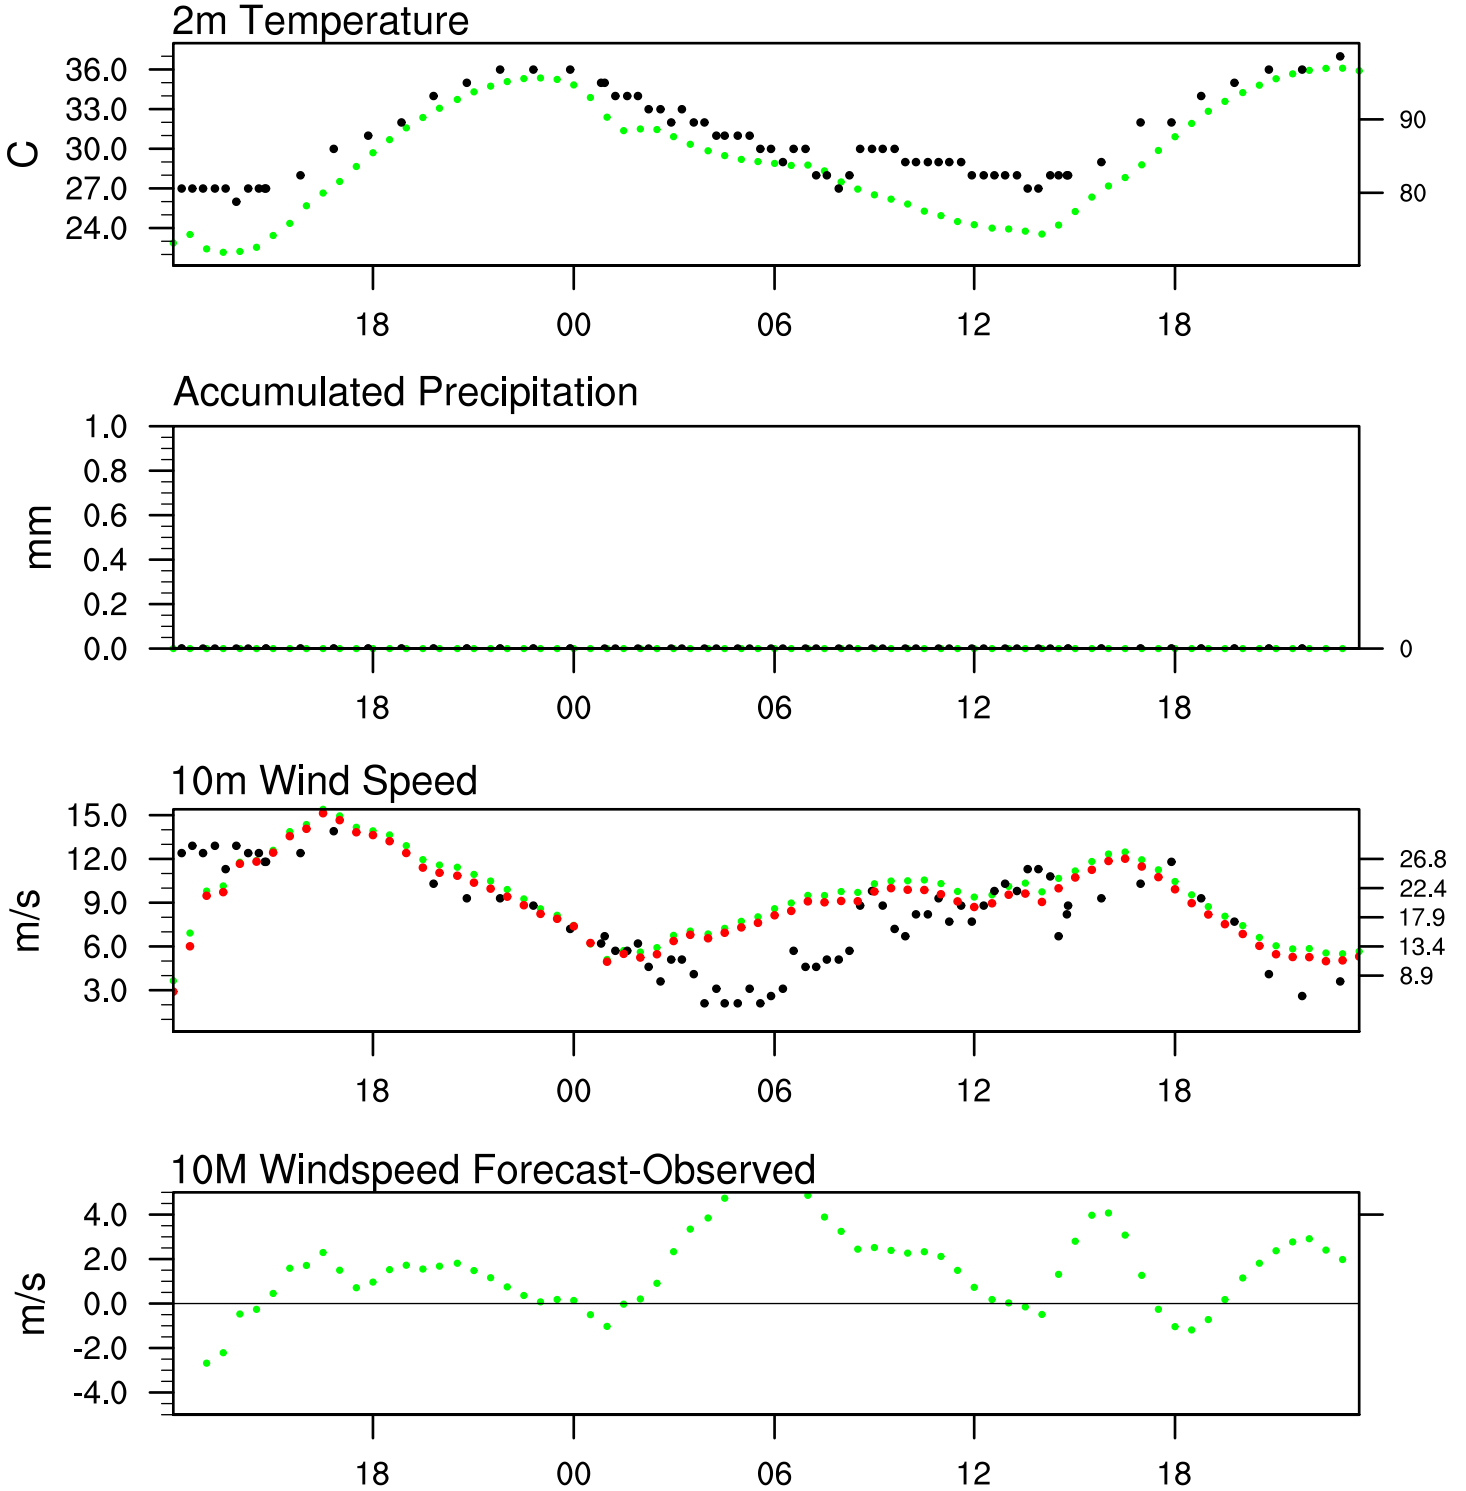 2m Temperature
36.0
33.0
30.0
27.0
24.0
C
90
80
18 00 06 12 18
Accumulated Precipitation
1.0
0.8
0.6
0.4
0.2
0.0
mm
0
18 00 06 12 18
10m Wind Speed
15.0
12.0
9.0
6.0
3.0
m/s
26.8
22.4
17.9
13.4
8.9
18 00 06 12 18
10M Windspeed Forecast-Observed
4.0
2.0
0.0
-2.0
-4.0
m/s
18 00 06 12 18